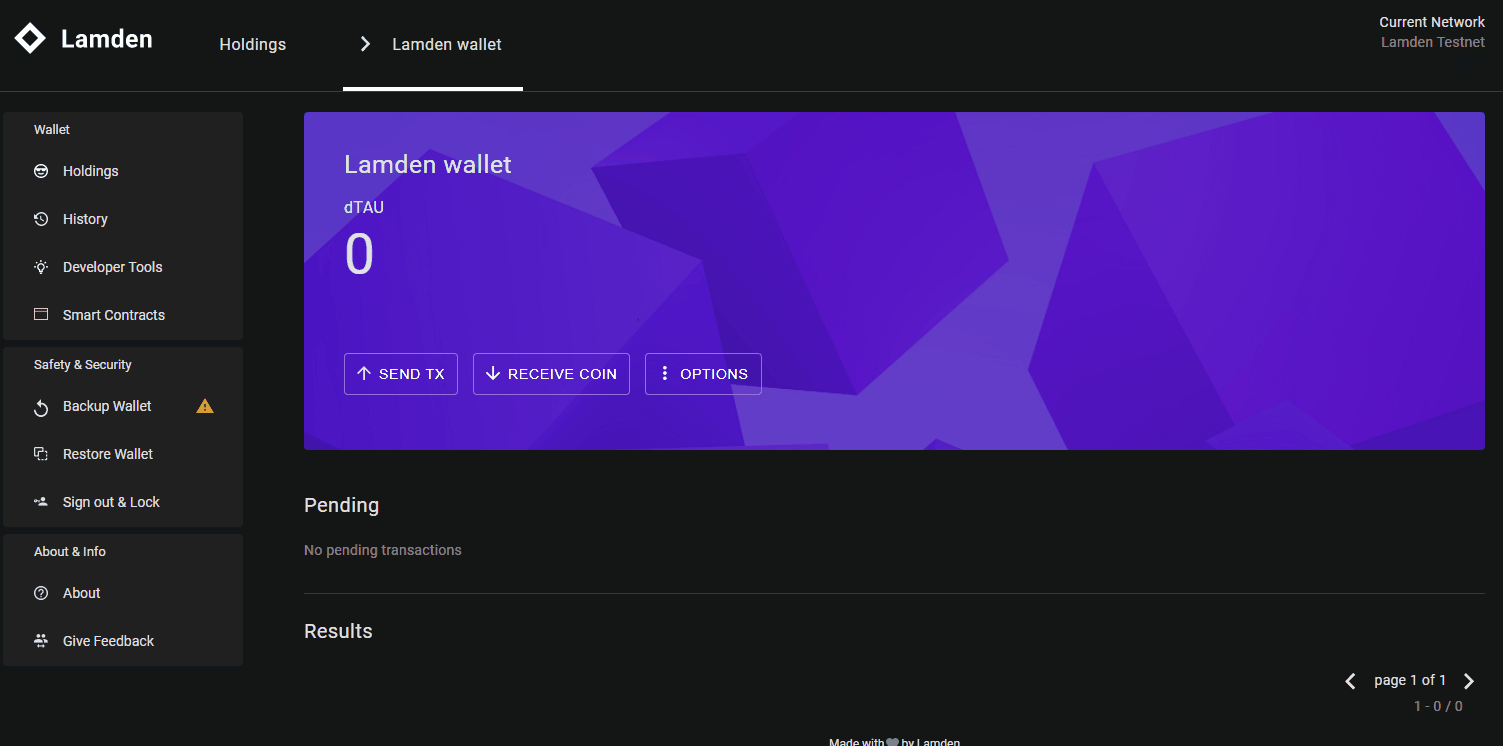 Lamden
Holdings
Lamden wallet
Current Network
Lamden Testnet
Wallet
Holdings
History
Developer Tools
Smart Contracts
Safety & Security
Backup Wallet
Restore Wallet
Sign out & Lock
About & Info
About
Give Feedback
Lamden wallet
dTAU
0
SEND TX
RECEIVE COIN
OPTIONS
Pending
No pending transactions
Results
page 1 of 1
1 - 0 / 0
Made with by Lamden